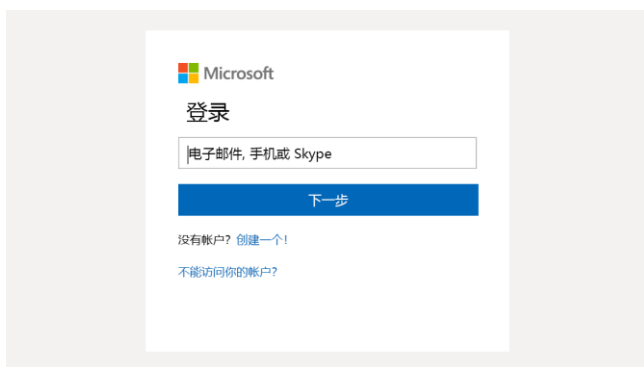 Microsoft
登录
电子邮件, 手机或 Skype
下一步
没有帐户? 创建一个!
不能访问你的帐户?